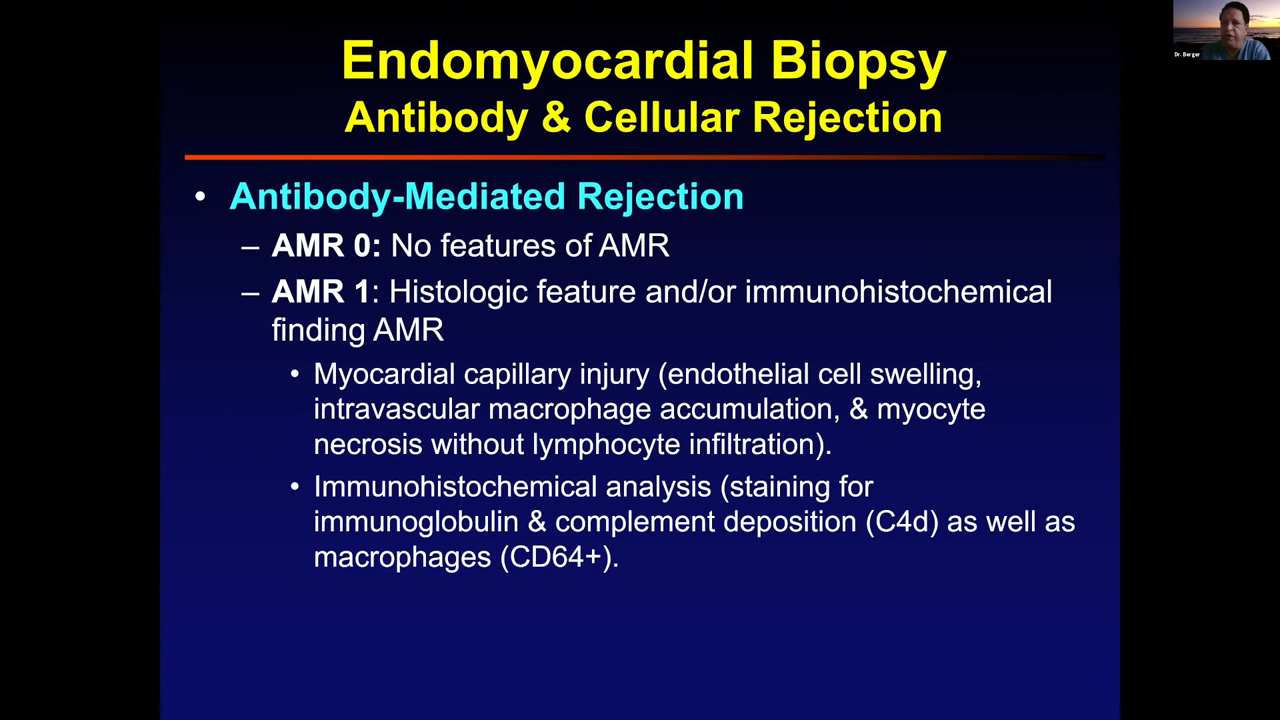 Endomyocardial Biopsy
Antibody & Cellular Rejection
• Antibody-Mediated Rejection
– AMR 0: No features of AMR
– AMR 1: Histologic feature and/or immunohistochemical
finding AMR
• Myocardial capillary injury (endothelial cell swelling,
intravascular macrophage accumulation, & myocyte
necrosis without lymphocyte infiltration).
• Immunohistochemical analysis (staining for
immunoglobulin & complement deposition (C4d) as well as
macrophages (CD64+).
Dr. Berger